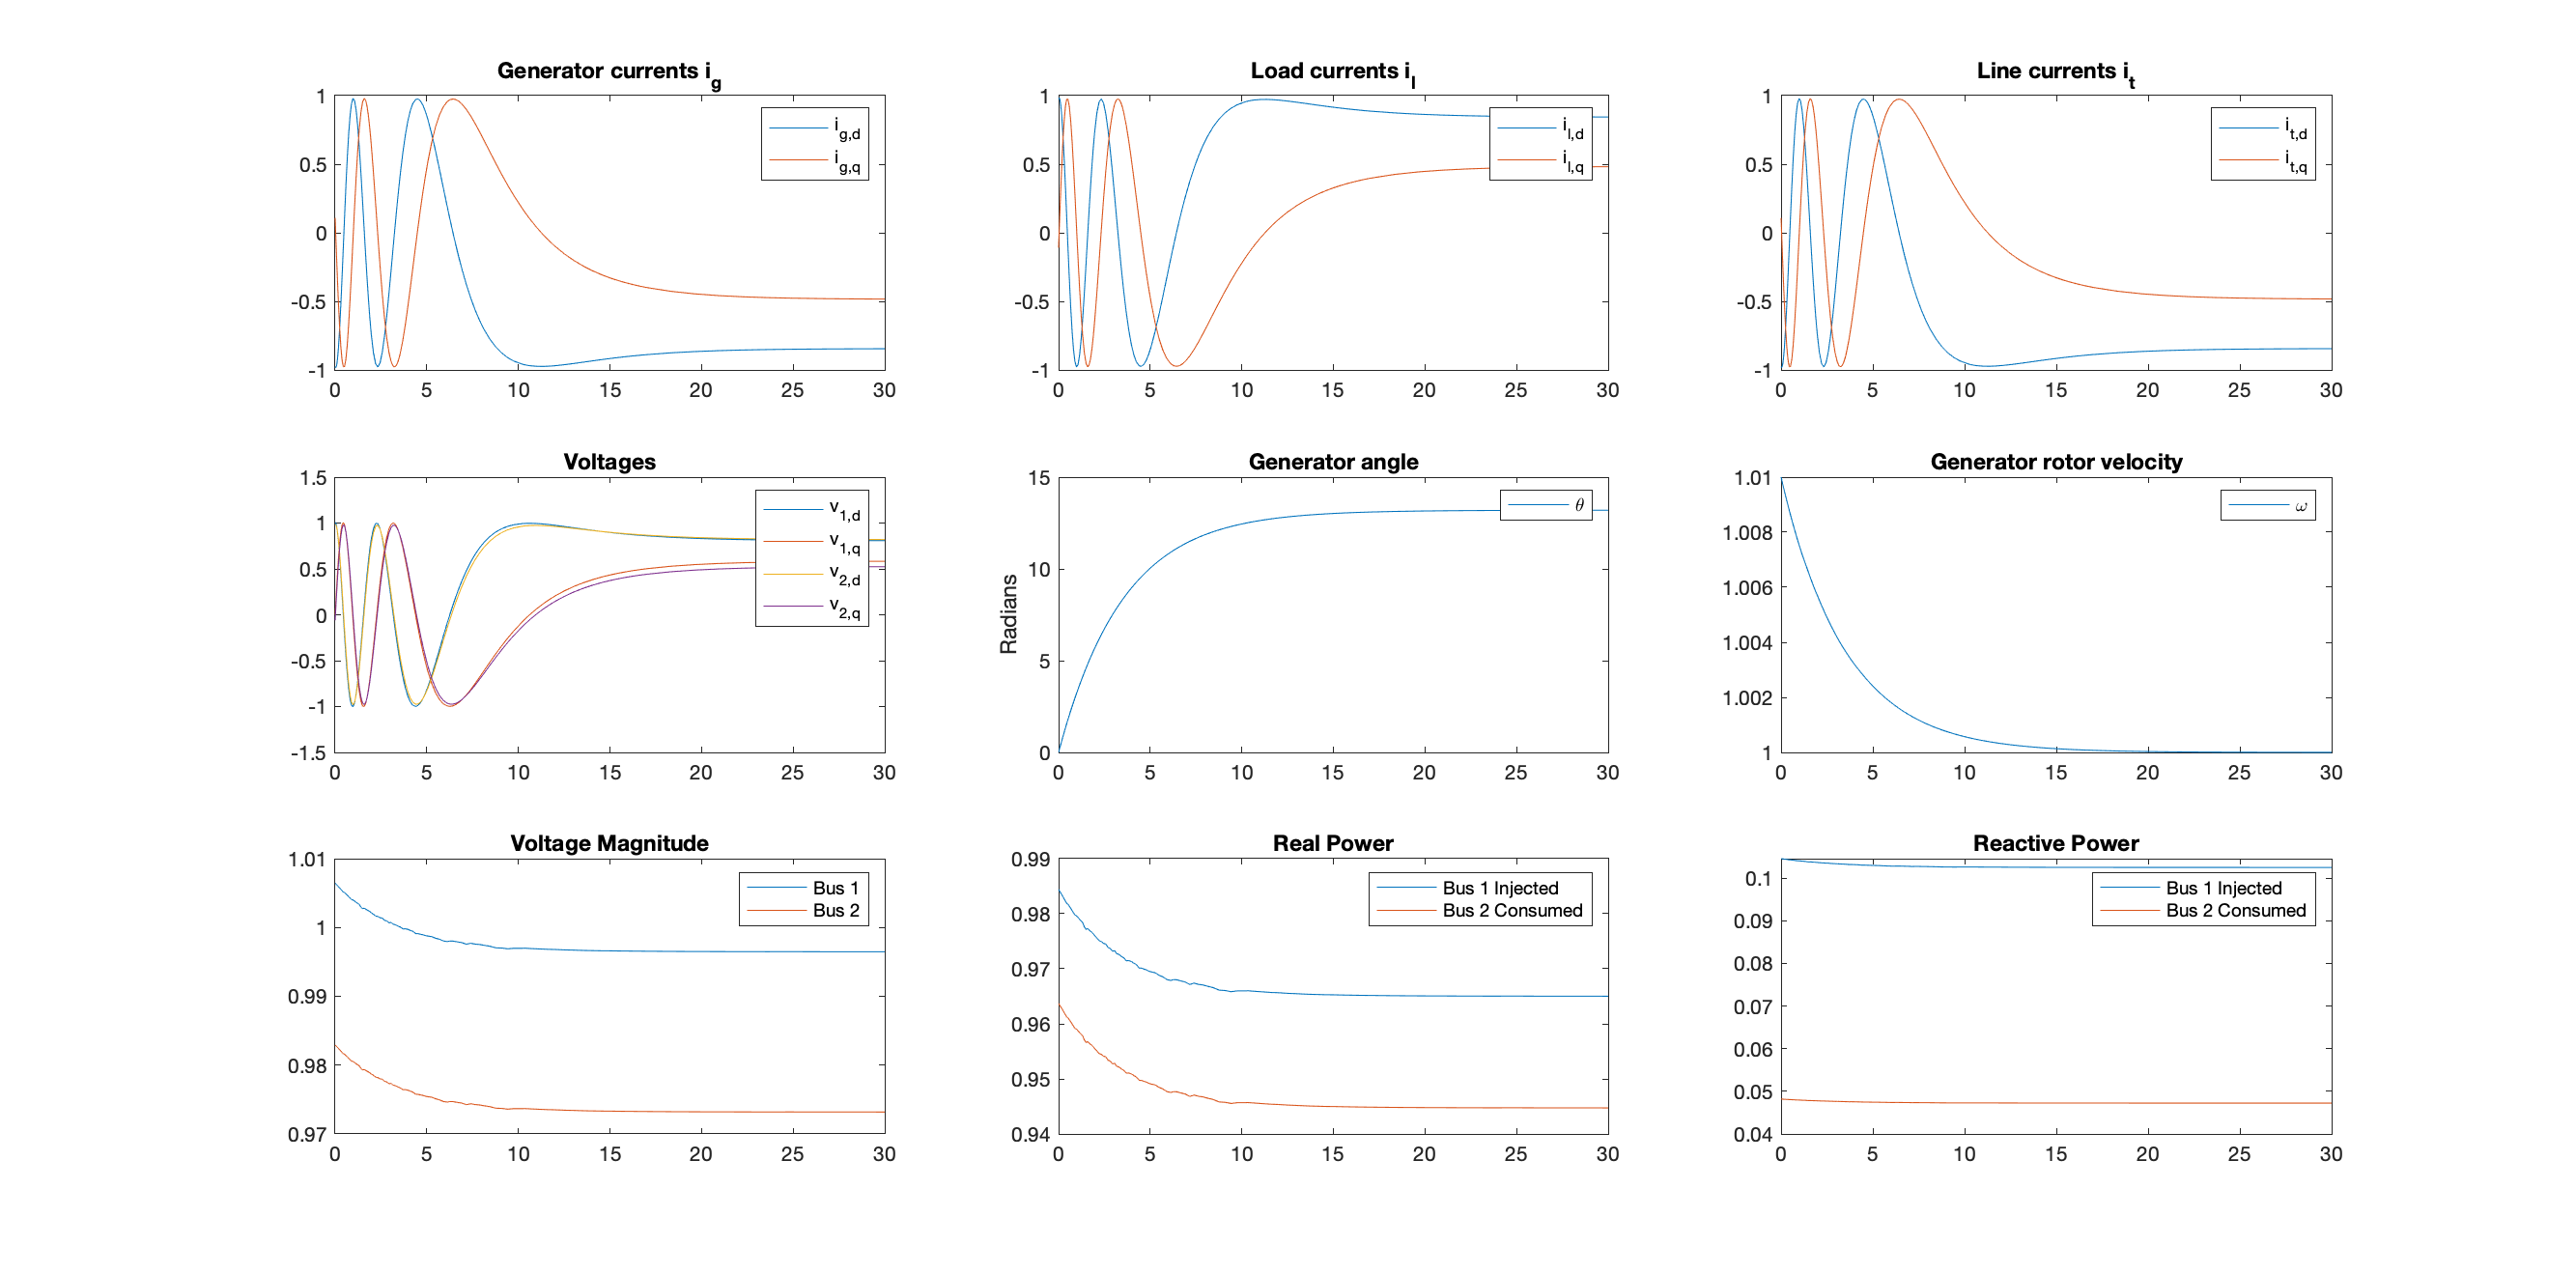 Generator currents i_g
1
0.5
0
-0.5
-1
0 5 10 15 20 25 30
i_g,d
i_g,q
Load currents i_l
1
0.5
0
-0.5
-1
0 5 10 15 20 25 30
i_l,d
i_l,q
Line currents i_t
1
0.5
0
-0.5
-1
0 5 10 15 20 25 30
i_t,d
i_t,q
Voltages
1.5
1
0.5
0
-0.5
-1
-1.5
0 5 10 15 20 25 30
v_1,d
v_1,q
v_2,d
v_2,q
Generator angle
Radians
15
10
5
0
0 5 10 15 20 25 30
θ
Generator rotor velocity
1.01
1.008
1.006
1.004
1.002
1
0 5 10 15 20 25 30
ω
Voltage Magnitude
1.01
1
0.99
0.98
0.97
0 5 10 15 20 25 30
Bus 1
Bus 2
Real Power
0.99
0.98
0.97
0.96
0.95
0.94
0 5 10 15 20 25 30
Bus 1 Injected
Bus 2 Consumed
Reactive Power
0.1
0.09
0.08
0.07
0.06
0.05
0.04
0 5 10 15 20 25 30
Bus 1 Injected
Bus 2 Consumed